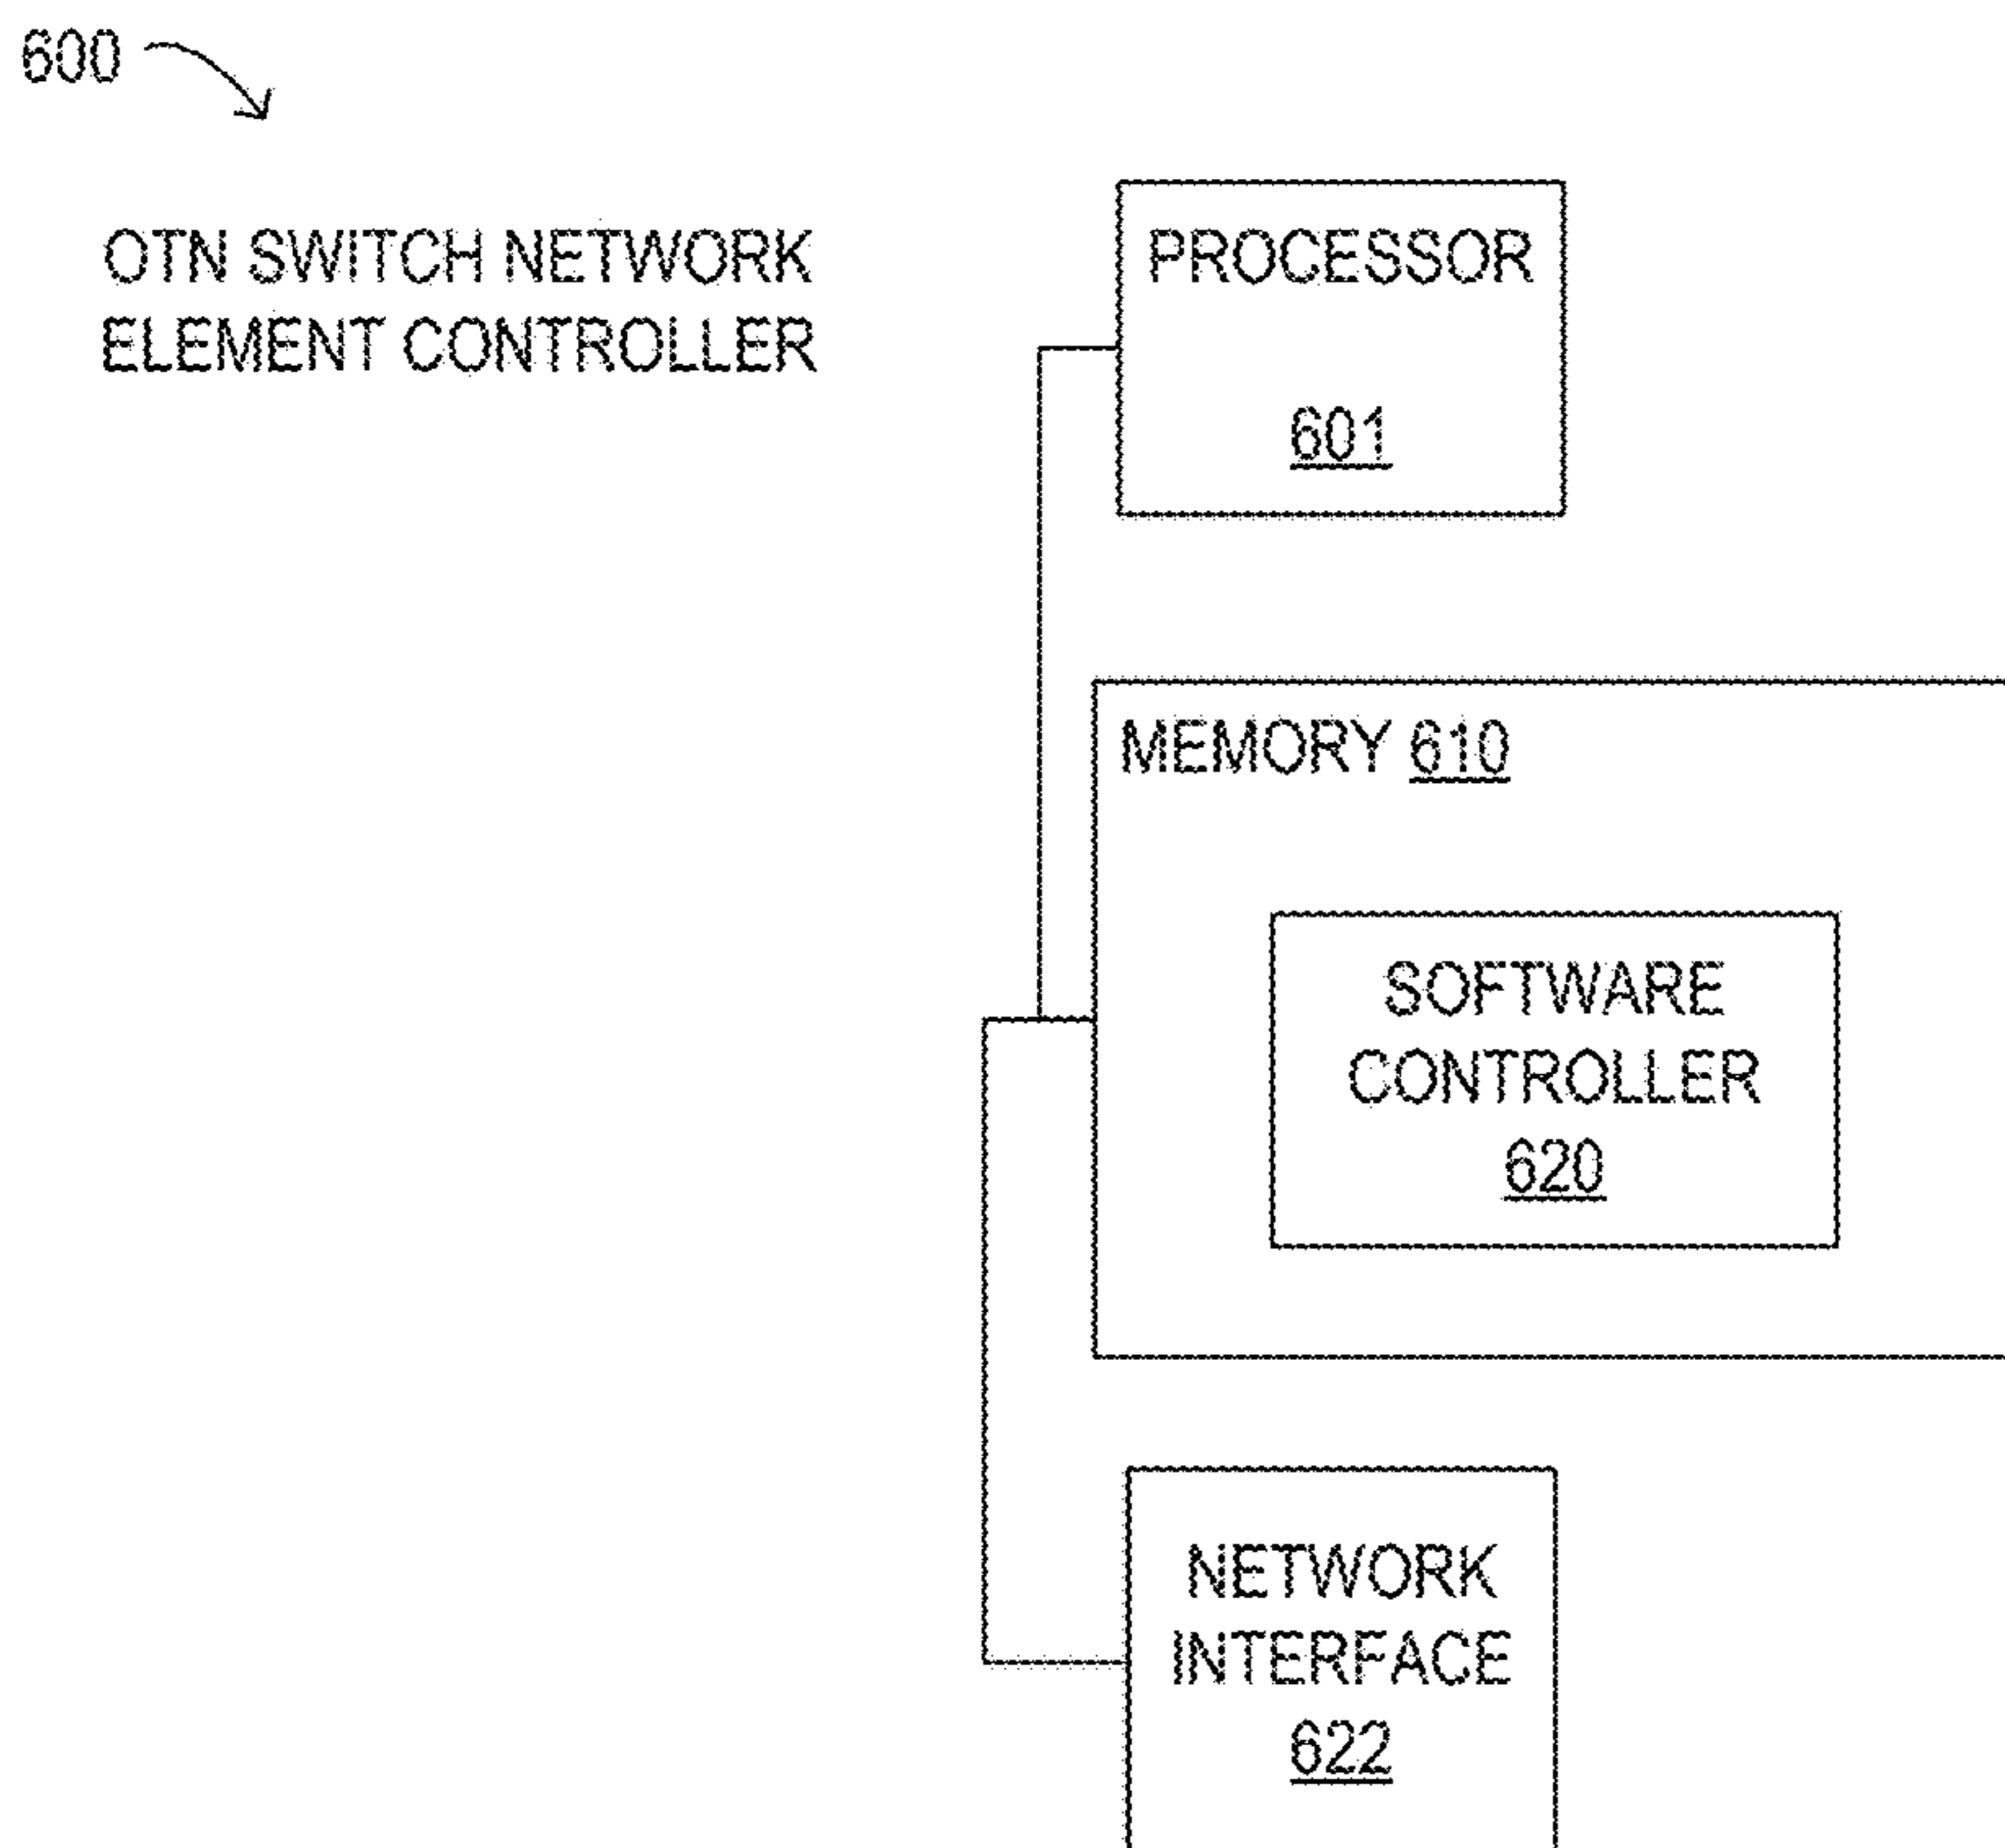 600
OTN SWITCH NETWORK
ELEMENT CONTROLLER
PROCESSOR
601
MEMORY 610
SOFTWARE
CONTROLLER
620
NETWORK
INTERFACE
622